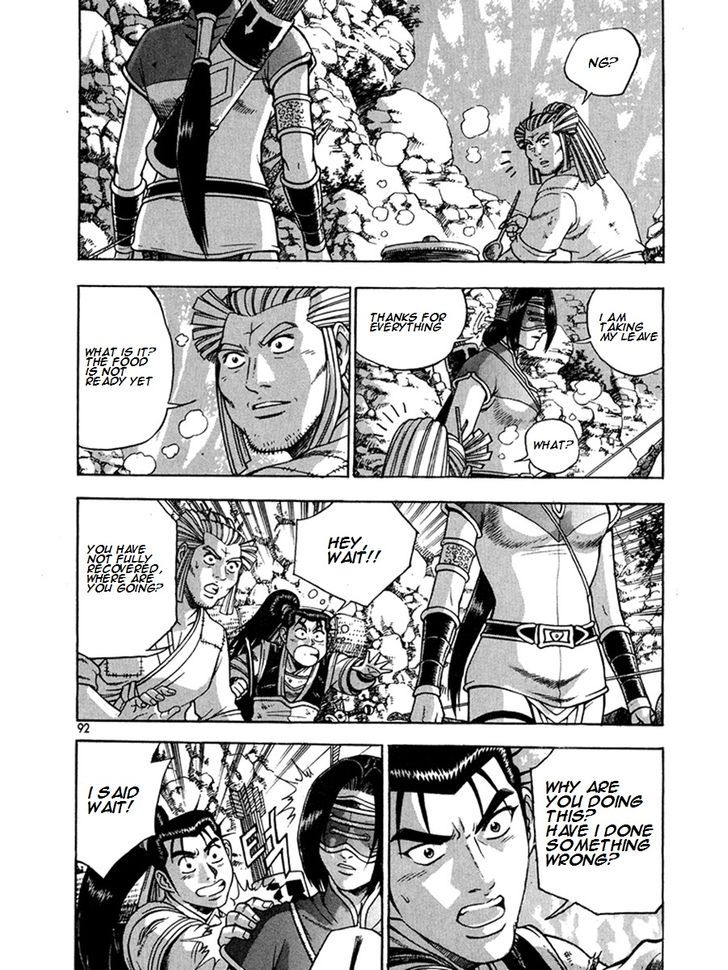 NG?
WHAT IS IT?
THE FOOD
IS NOT
READY YET
THANKS FOR
EVERYTHING
I AM
TAKING
MY LEAVE
WHAT?
YOU HAVE
NOT FULLY
RECOVERED,
WHERE ARE
YOU GOING?
HEY,
WAIT!!
92
I SAID
WAIT!
WHY ARE
YOU DOING
THIS?
HAVE I DONE
SOMETHING
WRONG?